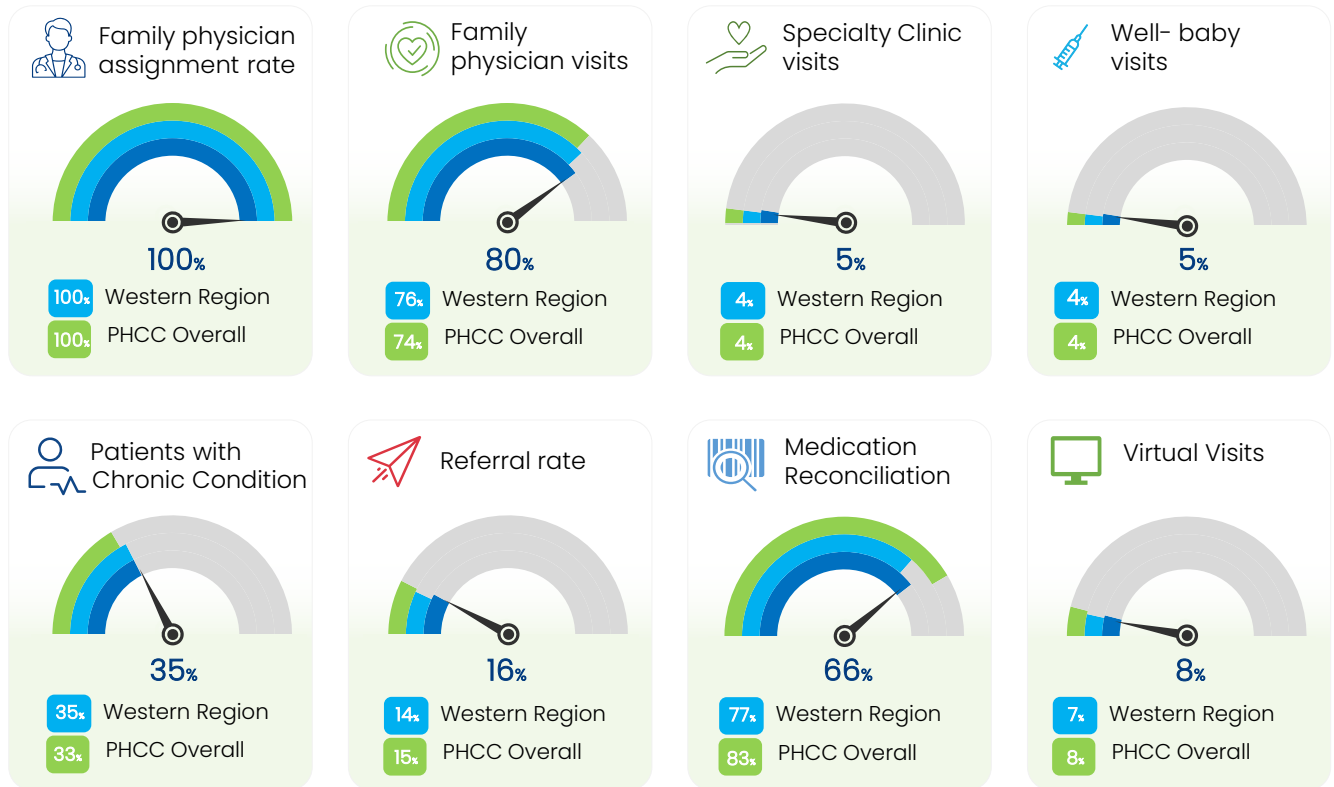 Family physician
assignment rate
100%
100% Western Region
100% PHCC Overall
Family
physician visits
80%
76% Western Region
74% PHCC Overall
Specialty Clinic
visits
5%
4% Western Region
4% PHCC Overall
Well- baby
visits
5%
4% Western Region
4% PHCC Overall
Patients with
Chronic Condition
35%
35% Western Region
33% PHCC Overall
Referral rate
16%
14% Western Region
15% PHCC Overall
Medication
Reconciliation
66%
77% Western Region
83% PHCC Overall
Virtual Visits
8%
7% Western Region
8% PHCC Overall